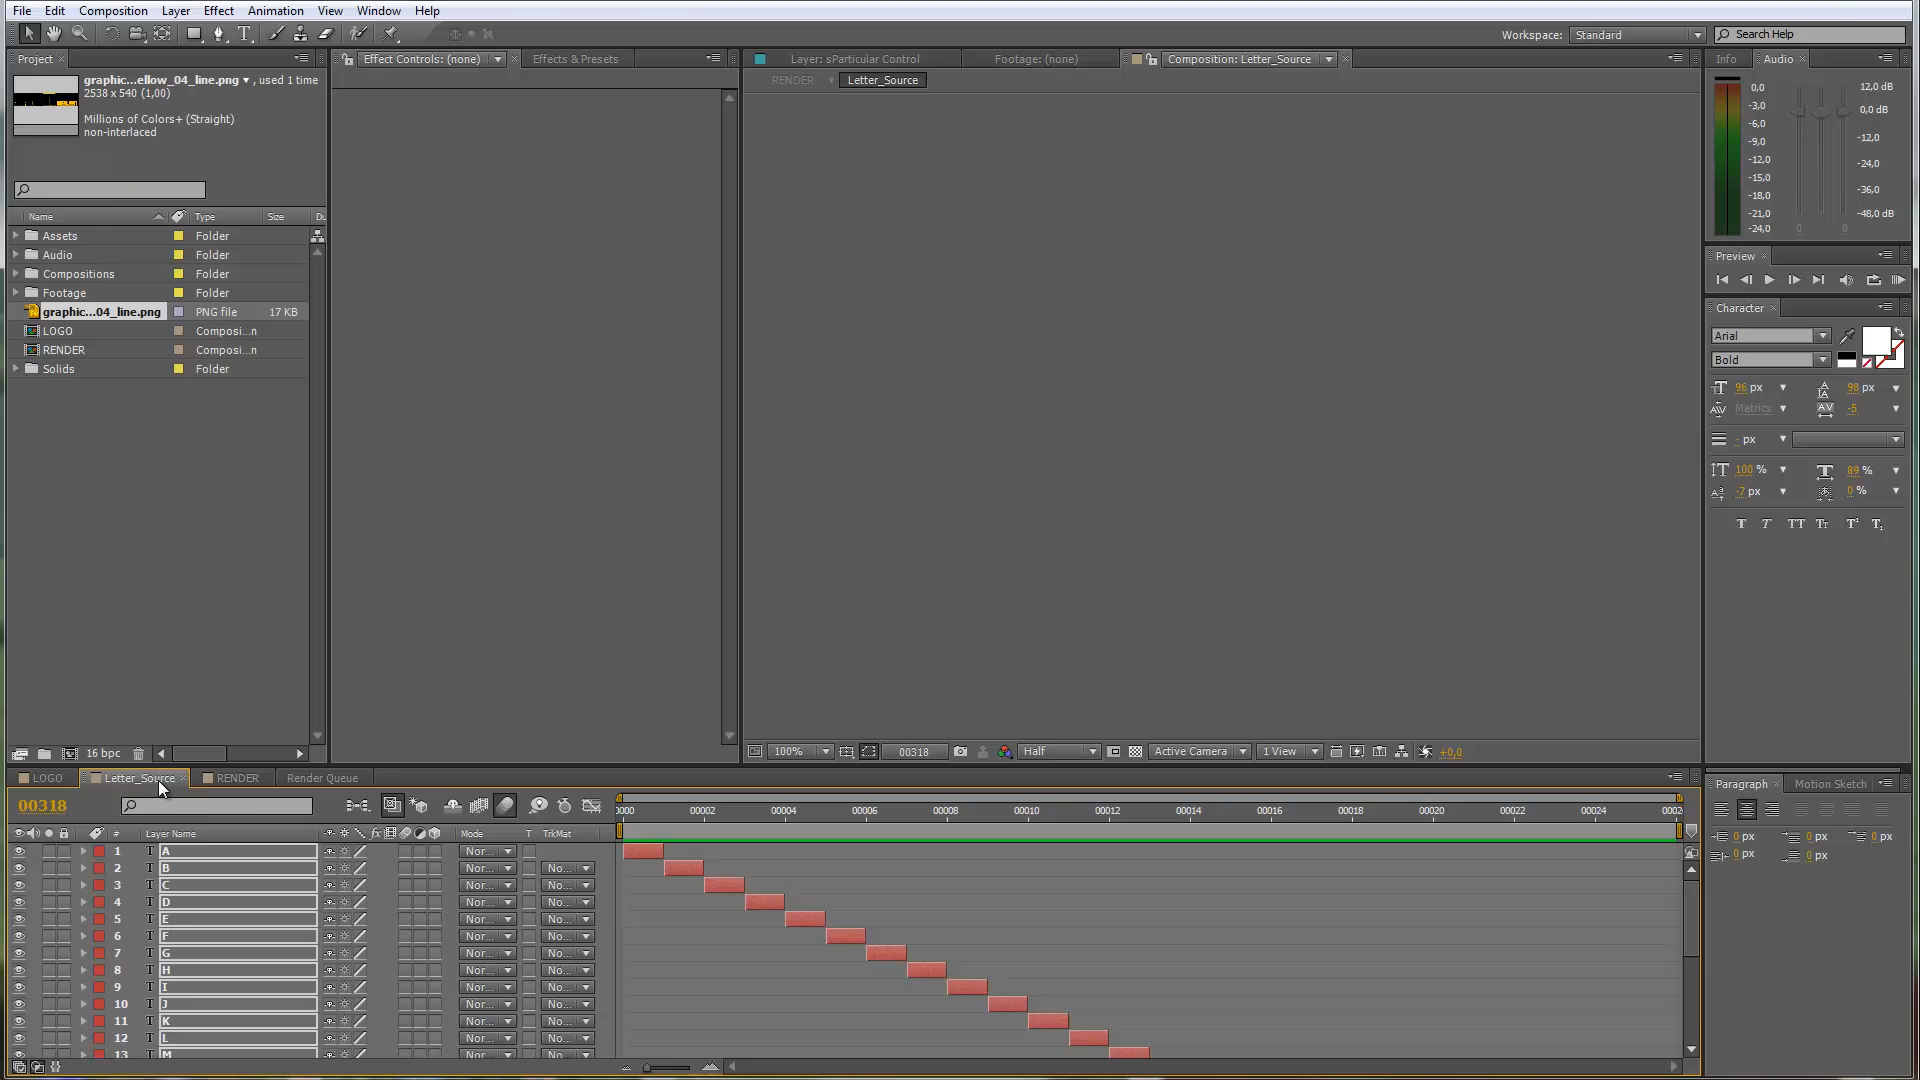 File Edit Composition Layer Effect Animation View Window Help
Workspace: Standard Search Help
Project Effect Controls: (none) Effects & Presets Layer: sParticular Control Footage: (none) Composition: Letter_Source Info Audio
graphic...ellow_04_line.png , used 1 time
2538 x 540 (1,00)
Millions of Colors+ (Straight)
non-interlaced
RENDER Letter_Source
0,0 12,0 dB
-3,0 0,0 dB
-6,0
-9,0 -12,0
-12,0 -24,0
-15,0
-18,0 -36,0
-21,0 -48,0 dB
-24,0 0 0
Name Type Size Du
Assets Folder
Audio Folder
Compositions Folder
Footage Folder
graphic...04_line.png PNG file 17 KB
LOGO Composi...n
RENDER Composi...n
Solids Folder
Preview
Character
Arial
Bold
96 px 98 px
Metrics -5
- px
100 % 89 %
-7 px 0 %
T T TT Tt T¹ T₁
16 bpc 100% 00318 Half Active Camera 1 View +0,0
LOGO Letter_Source RENDER Render Queue
00318
0000 00002 00004 00006 00008 00010 00012 00014 00016 00018 00020 00022 00024 0002
# Layer Name fx Mode T TrkMat
1 T A Nor...
2 T B Nor... No...
3 T C Nor... No...
4 T D Nor... No...
5 T E Nor... No...
6 T F Nor... No...
7 T G Nor... No...
8 T H Nor... No...
9 T I Nor... No...
10 T J Nor... No...
11 T K Nor... No...
12 T L Nor... No...
13 T M Nor... No...
Paragraph Motion Sketch
0 px 0 px 0 px
0 px 0 px